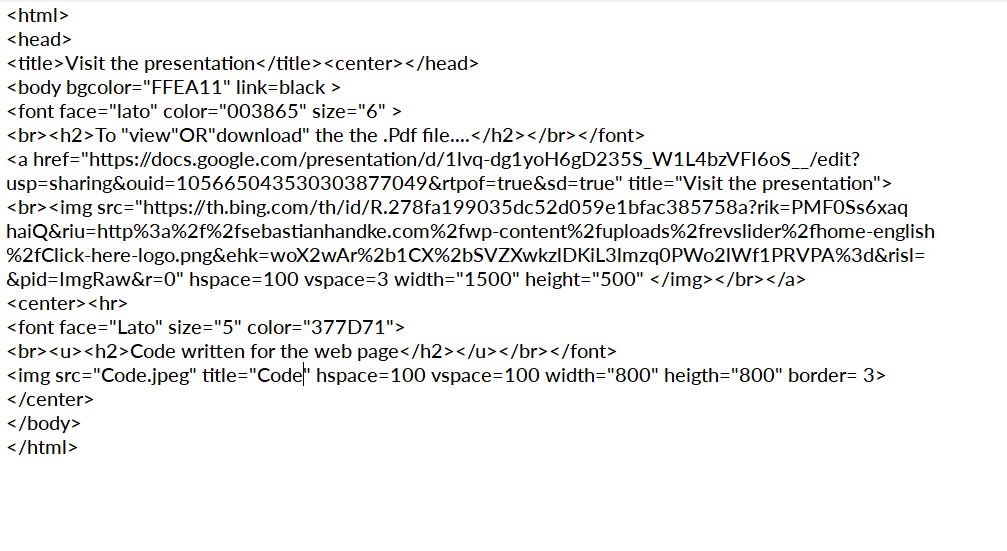 <html>
<head>
<title>Visit the presentation</title><center></head>
<body bgcolor="FFEA11" link=black >
<font face="lato" color="003865" size="6" >
<br><h2>To "view"OR"download" the the .Pdf file....</h2></br></font>
<a href="https://docs.google.com/presentation/d/1lvq-dg1yoH6gD235S_W1L4bzVFI6oS__/edit?
usp=sharing&ouid=105665043530303877049&rtpof=true&sd=true" title="Visit the presentation">
<br><img src="https://th.bing.com/th/id/R.278fa199035dc52d059e1bfac385758a?rik=PMF0Ss6xaq
haiQ&riu=http%3a%2f%2fsebastianhandke.com%2fwp-content%2fuploads%2frevslider%2fhome-english
%2fClick-here-logo.png&ehk=woX2wAr%2b1CX%2bSVZXwkzIDKiL3Imzq0PWo2IWf1PRVPA%3d&risl=
&pid=ImgRaw&r=0" hspace=100 vspace=3 width="1500" height="500" </img></br></a>
<center><hr>
<font face="Lato" size="5" color="377D71">
<br><u><h2>Code written for the web page</h2></u></br></font>
<img src="Code.jpeg" title="Code" hspace=100 vspace=100 width="800" heigth="800" border= 3>
</center>
</body>
</html>